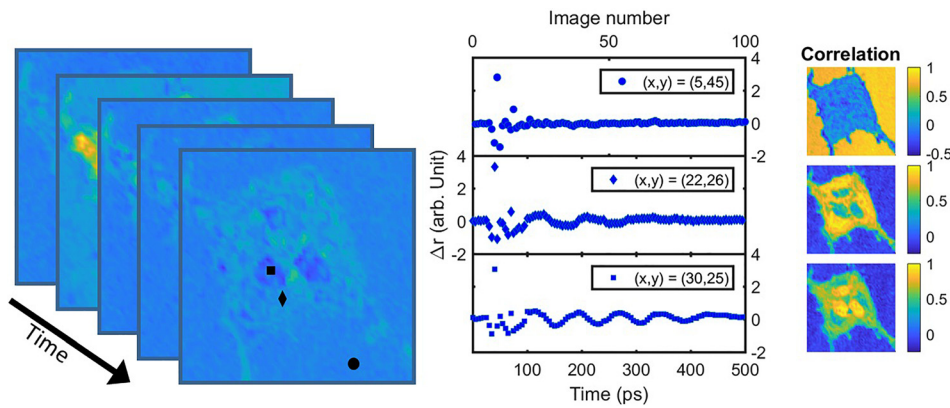 Time
Image number
0 50 100
4
2
0
-2
(x,y) = (5,45)
4
2
0
-2
(x,y) = (22,26)
4
2
0
-2
(x,y) = (30,25)
Δr (arb. Unit)
0 100 200 300 400 500
Time (ps)
Correlation
1
0.5
0
-0.5
1
0.5
0
1
0.5
0